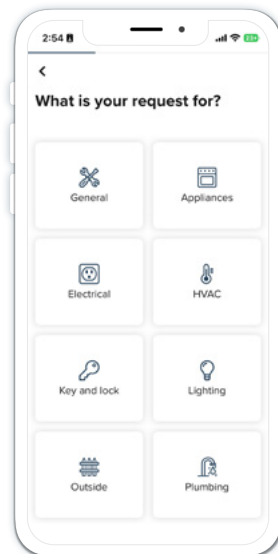 2:54
What is your request for?
General
Appliances
Electrical
HVAC
Key and lock
Lighting
Outside
Plumbing